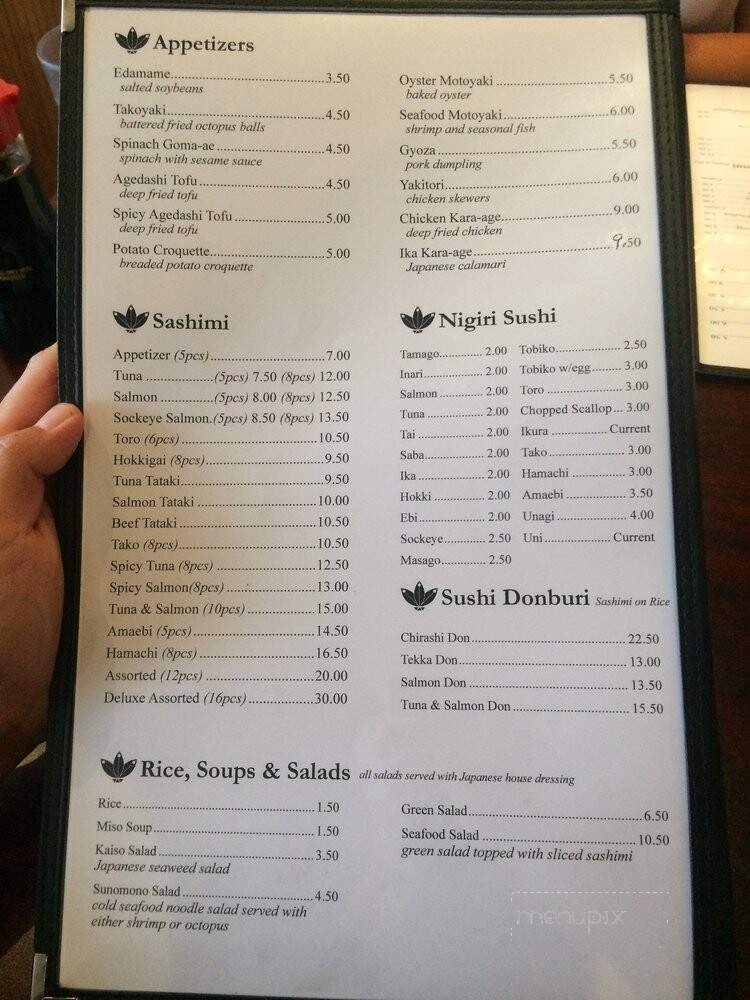 Appetizers
Edamame 3.50
salted soybeans
Takoyaki 4.50
battered fried octopus balls
Spinach Goma-ae 4.50
spinach with sesame sauce
Agedashi Tofu 4.50
deep fried tofu
Spicy Agedashi Tofu 5.00
deep fried tofu
Potato Croquette 5.00
breaded potato croquette
Oyster Motoyaki 5.50
baked oyster
Seafood Motoyaki 6.00
shrimp and seasonal fish
Gyoza 5.50
pork dumpling
Yakitori 6.00
chicken skewers
Chicken Kara-age 9.00
deep fried chicken
Ika Kara-age 9.50
Japanese calamari
Sashimi
Appetizer (5pcs) 7.00
Tuna (5pcs) 7.50 (8pcs) 12.00
Salmon (5pcs) 8.00 (8pcs) 12.50
Sockeye Salmon (5pcs) 8.50 (8pcs) 13.50
Toro (6pcs) 10.50
Hokkigai (8pcs) 9.50
Tuna Tataki 9.50
Salmon Tataki 10.00
Beef Tataki 10.50
Tako (8pcs) 10.50
Spicy Tuna (8pcs) 12.50
Spicy Salmon(8pcs) 13.00
Tuna & Salmon (10pcs) 15.00
Amaebi (5pcs) 14.50
Hamachi (8pcs) 16.50
Assorted (12pcs) 20.00
Deluxe Assorted (16pcs) 30.00
Nigiri Sushi
Tamago 2.00
Inari 2.00
Salmon 2.00
Tuna 2.00
Tai 2.00
Saba 2.00
Ika 2.00
Hokki 2.00
Ebi 2.00
Sockeye 2.50
Masago 2.50
Tobiko 2.50
Tobiko w/egg 3.00
Toro 3.00
Chopped Scallop 3.00
Ikura Current
Tako 3.00
Hamachi 3.00
Amaebi 3.50
Unagi 4.00
Uni Current
Sushi Donburi Sashimi on Rice
Chirashi Don 22.50
Tekka Don 13.00
Salmon Don 13.50
Tuna & Salmon Don 15.50
Rice, Soups & Salads all salads served with Japanese house dressing
Rice 1.50
Miso Soup 1.50
Kaiso Salad 3.50
Japanese seaweed salad
Sunomono Salad 4.50
cold seafood noodle salad served with
either shrimp or octopus
Green Salad 6.50
Seafood Salad 10.50
green salad topped with sliced sashimi
menupix